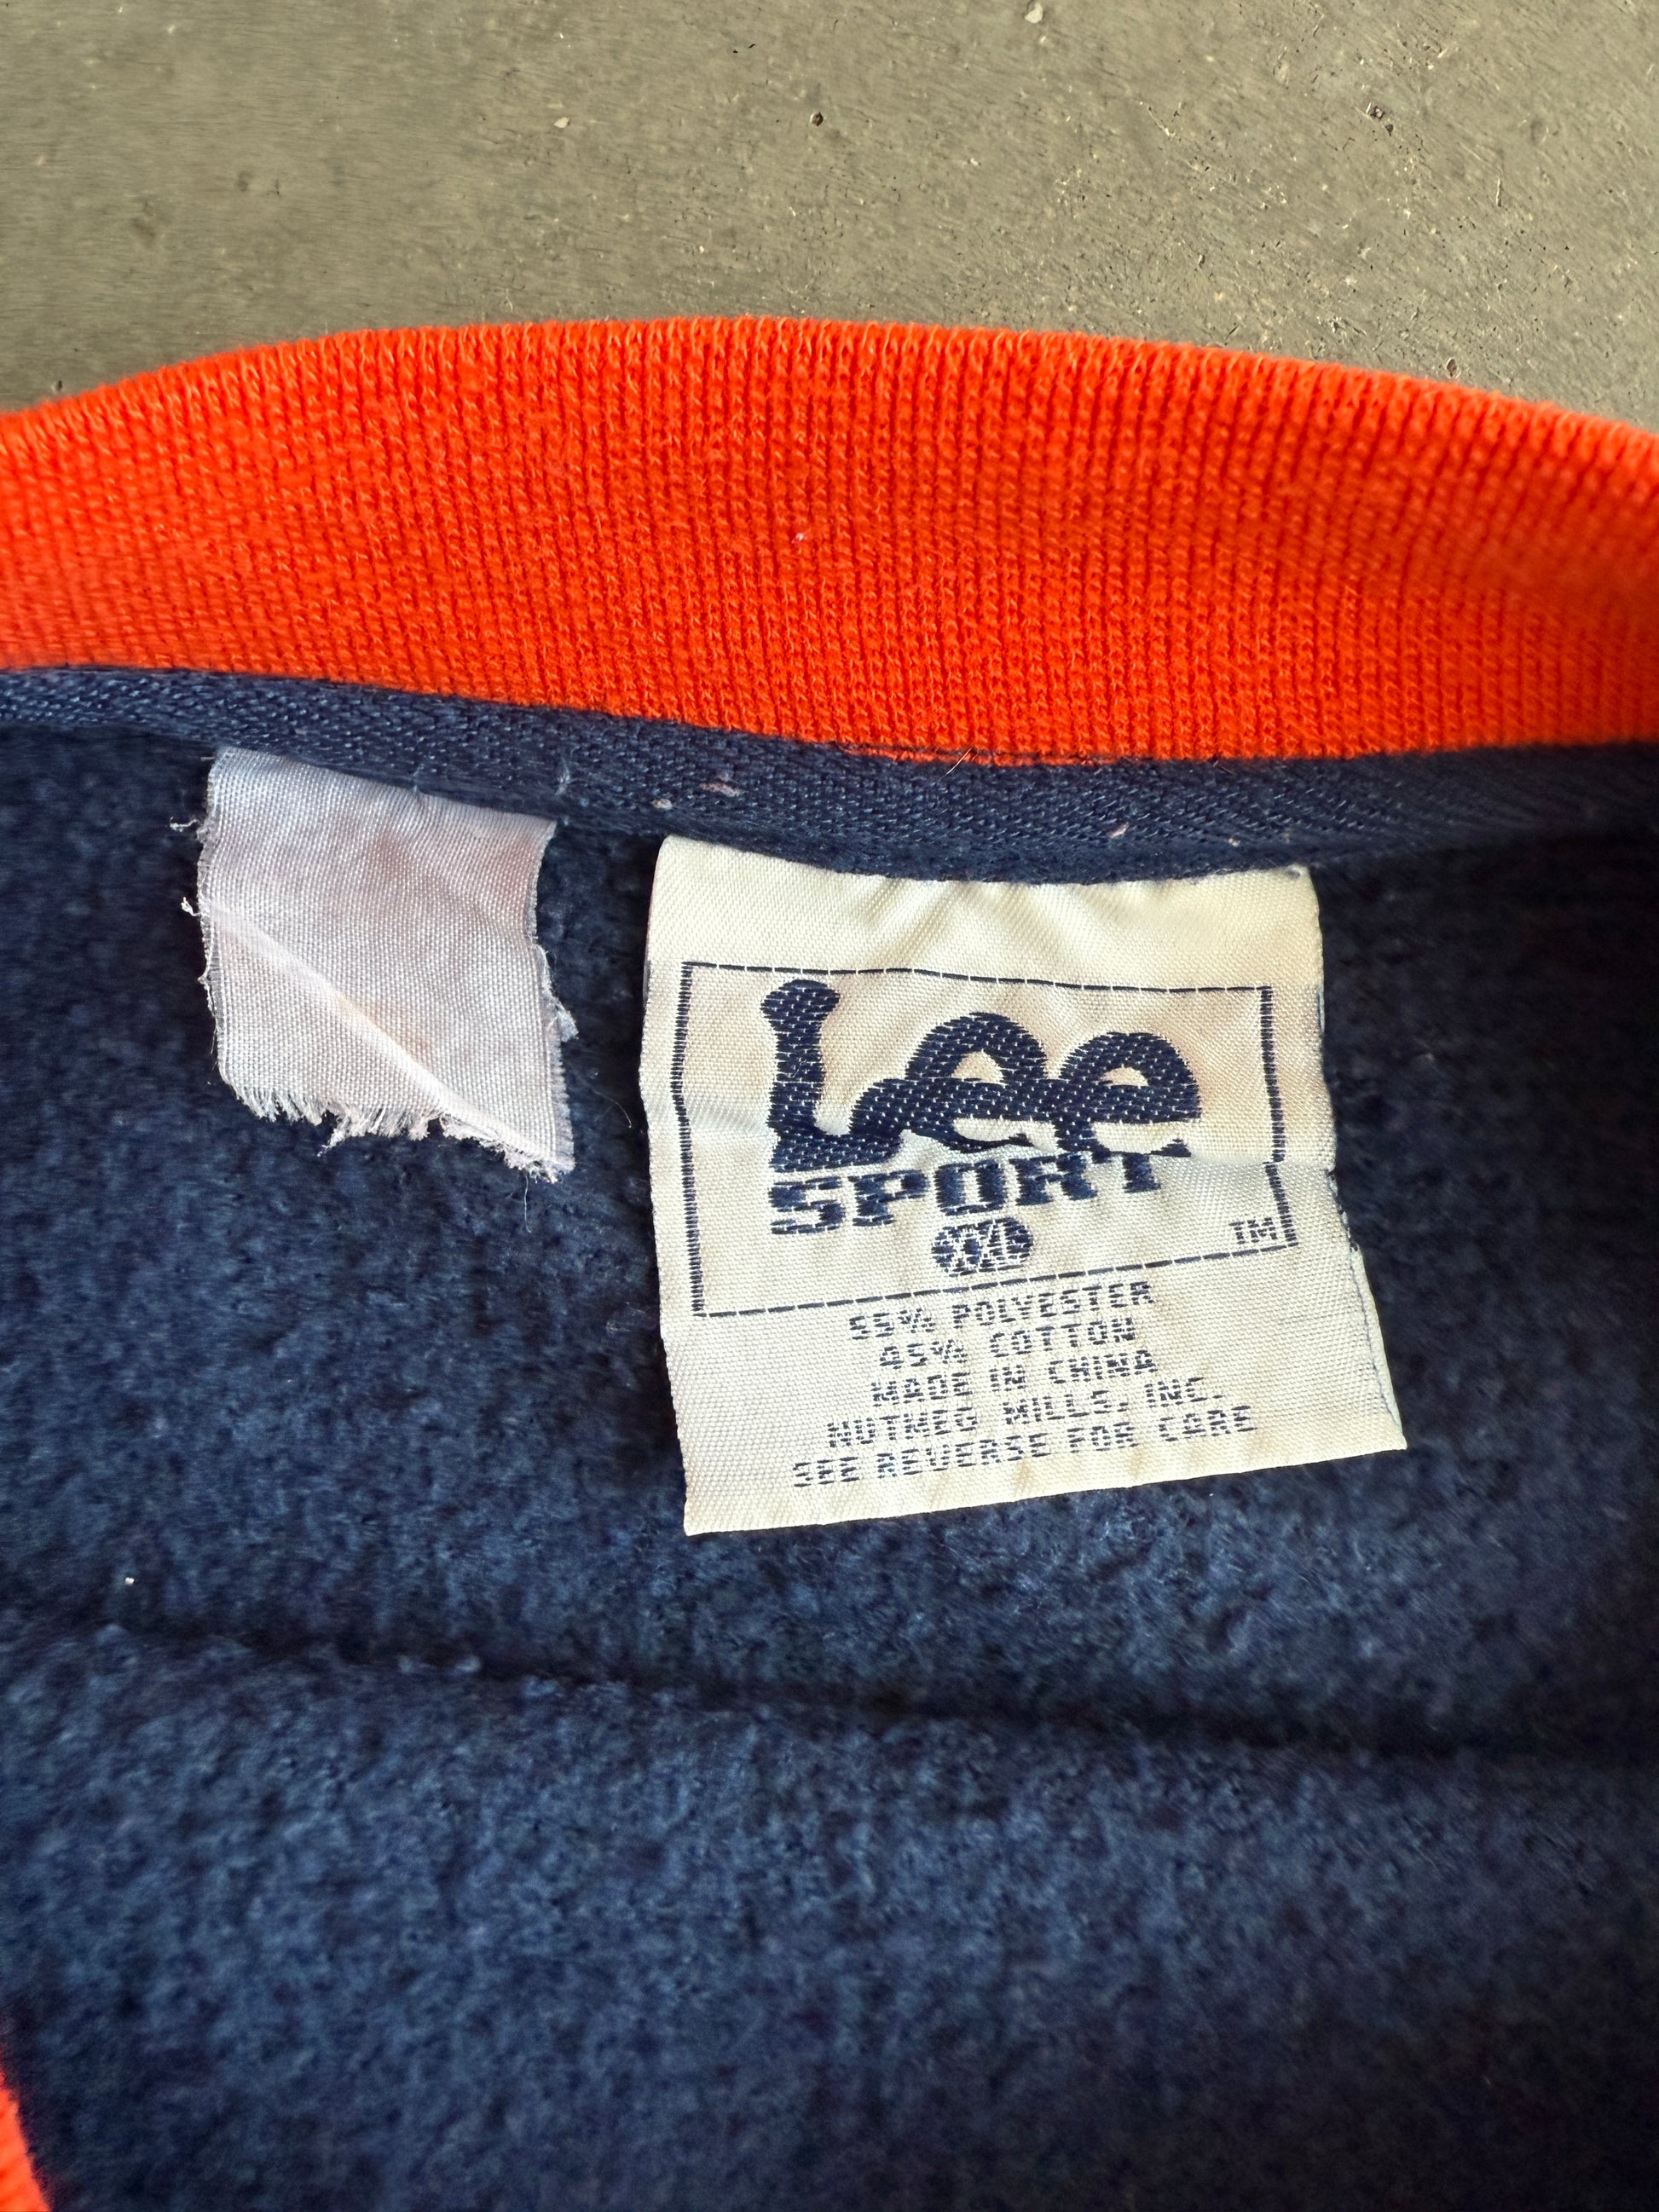 Lee
SPORT
XXL
TM
55% POLYESTER
45% COTTON
MADE IN CHINA
NUTMEG MILLS, INC.
SEE REVERSE FOR CARE